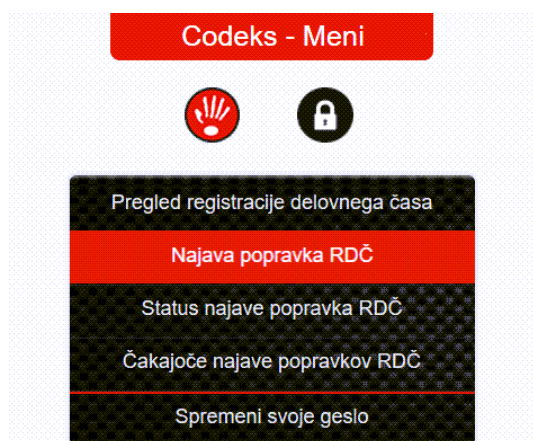 Codeks - Meni
Pregled registracije delovnega časa
Najava popravka RDČ
Status najave popravka RDČ
Čakajoče najave popravkov RDČ
Spremeni svoje geslo